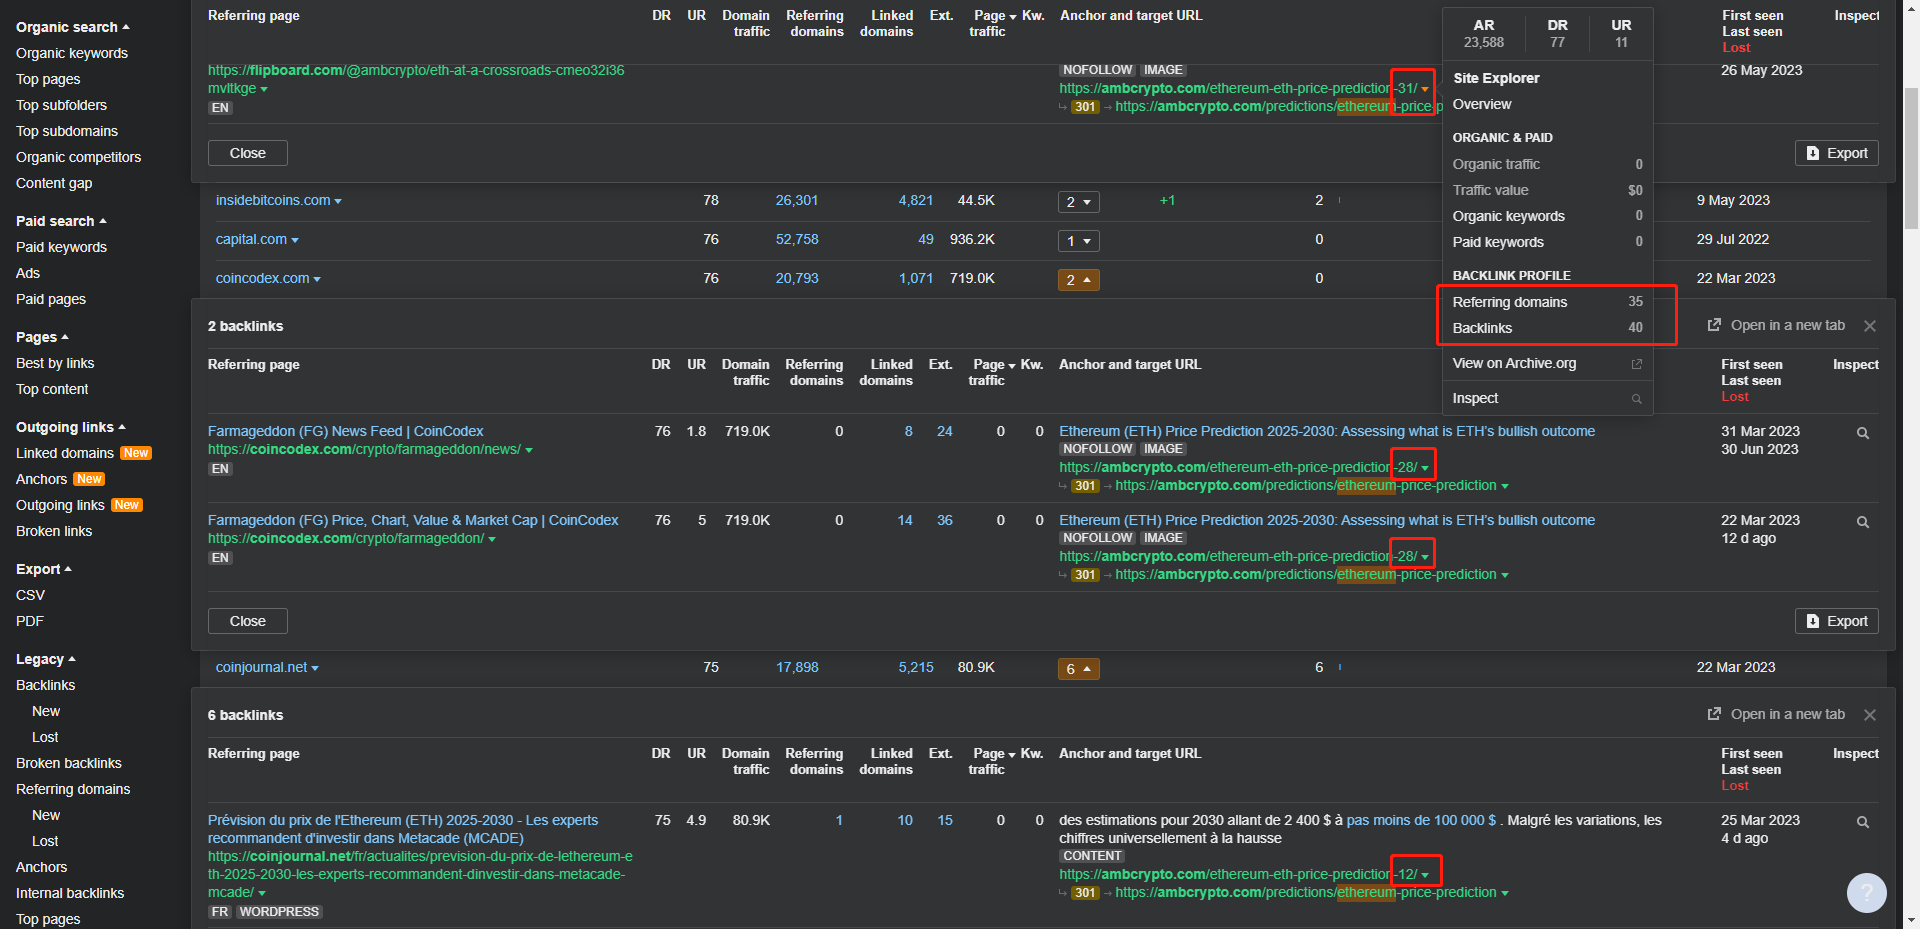 Organic search
Organic keywords
Top pages
Top subfolders
Top subdomains
Organic competitors
Content gap
Paid search
Paid keywords
Ads
Paid pages
Pages
Best by links
Top content
Outgoing links
Linked domains New
Anchors New
Outgoing links New
Broken links
Export
CSV
PDF
Legacy
Backlinks
New
Lost
Broken backlinks
Referring domains
New
Lost
Anchors
Internal backlinks
Top pages
Referring page DR UR Domain traffic Referring domains Linked domains Ext. Page traffic Kw. Anchor and target URL First seen Last seen Lost Inspect
https://flipboard.com/@ambcrypto/eth-at-a-crossroads-cmeo32i36
mvltkge
EN
NOFOLLOW IMAGE
https://ambcrypto.com/ethereum-eth-price-prediction-31/
301 → https://ambcrypto.com/predictions/ethereum-price-p
26 May 2023
Close
Export
AR DR UR
23,588 77 11
Site Explorer
Overview
ORGANIC & PAID
Organic traffic 0
Traffic value $0
Organic keywords 0
Paid keywords 0
BACKLINK PROFILE
Referring domains 35
Backlinks 40
View on Archive.org
Inspect
insidebitcoins.com 78 26,301 4,821 44.5K 2 +1 2 9 May 2023
capital.com 76 52,758 49 936.2K 1 0 29 Jul 2022
coincodex.com 76 20,793 1,071 719.0K 2 0 22 Mar 2023
2 backlinks
Open in a new tab
Referring page DR UR Domain traffic Referring domains Linked domains Ext. Page traffic Kw. Anchor and target URL First seen Last seen Lost Inspect
Farmageddon (FG) News Feed | CoinCodex 76 1.8 719.0K 0 8 24 0 0 Ethereum (ETH) Price Prediction 2025-2030: Assessing what is ETH's bullish outcome 31 Mar 2023
https://coincodex.com/crypto/farmageddon/news/ NOFOLLOW IMAGE 30 Jun 2023
EN https://ambcrypto.com/ethereum-eth-price-prediction-28/
301 → https://ambcrypto.com/predictions/ethereum-price-prediction
Farmageddon (FG) Price, Chart, Value & Market Cap | CoinCodex 76 5 719.0K 0 14 36 0 0 Ethereum (ETH) Price Prediction 2025-2030: Assessing what is ETH's bullish outcome 22 Mar 2023
https://coincodex.com/crypto/farmageddon/ NOFOLLOW IMAGE 12 d ago
EN https://ambcrypto.com/ethereum-eth-price-prediction-28/
301 → https://ambcrypto.com/predictions/ethereum-price-prediction
Close
Export
coinjournal.net 75 17,898 5,215 80.9K 6 6 22 Mar 2023
6 backlinks
Open in a new tab
Referring page DR UR Domain traffic Referring domains Linked domains Ext. Page traffic Kw. Anchor and target URL First seen Last seen Lost Inspect
Prévision du prix de l'Ethereum (ETH) 2025-2030 - Les experts 75 4.9 80.9K 1 10 15 0 0 des estimations pour 2030 allant de 2 400 $ à pas moins de 100 000 $ . Malgré les variations, les 25 Mar 2023
recommandent d'investir dans Metacade (MCADE) chiffres universellement à la hausse 4 d ago
https://coinjournal.net/fr/actualites/prevision-du-prix-de-lethereum-e CONTENT
th-2025-2030-les-experts-recommandent-dinvestir-dans-metacade- https://ambcrypto.com/ethereum-eth-price-prediction-12/
mcade/ 301 → https://ambcrypto.com/predictions/ethereum-price-prediction
FR WORDPRESS
?